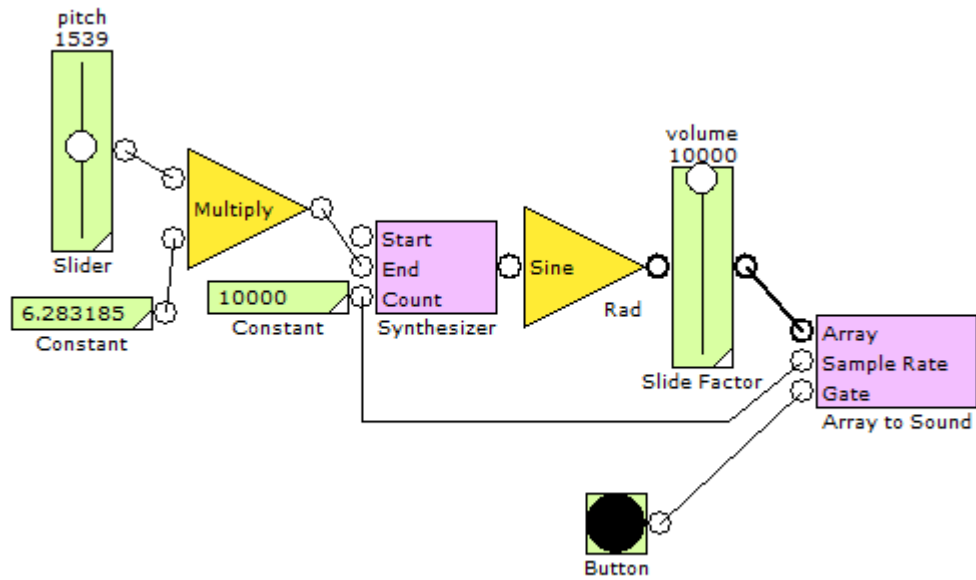 pitch
1539
Slider
6.283185
Constant
Multiply
10000
Constant
Start
End
Count
Synthesizer
Sine
Rad
volume
10000
Slide Factor
Array
Sample Rate
Gate
Array to Sound
Button